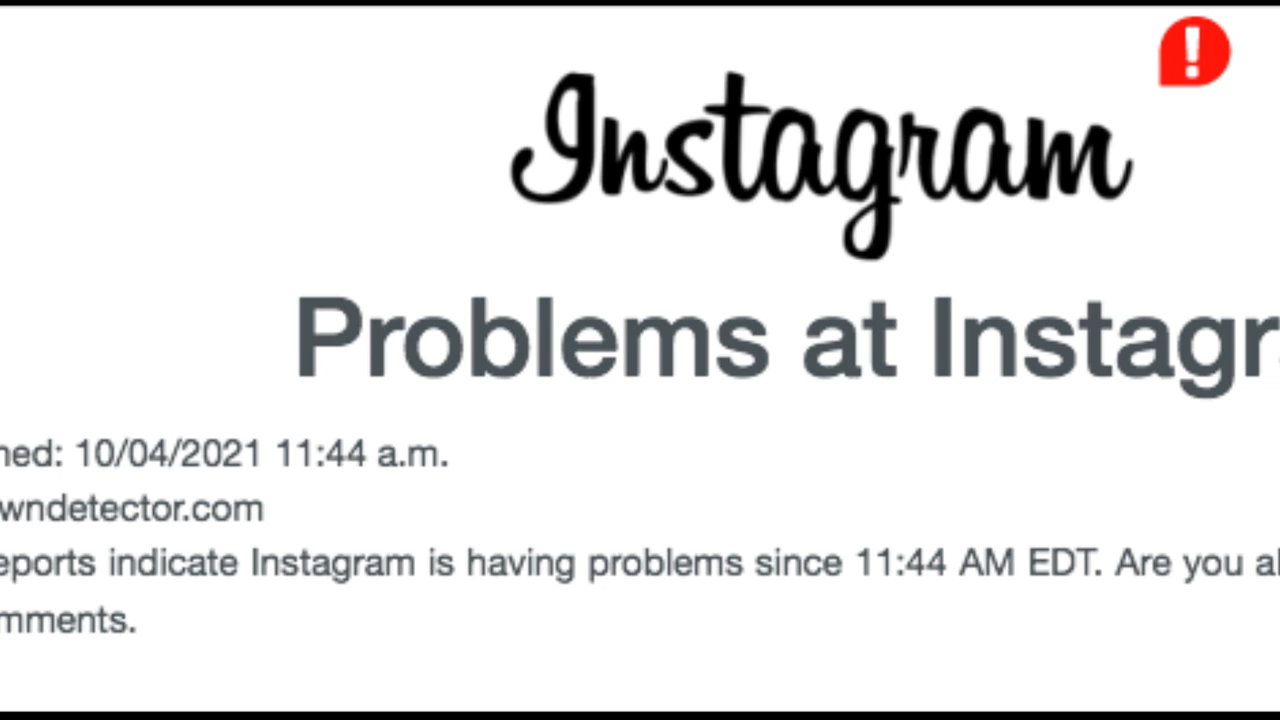 Instagram
Problems at Instagr
ned: 10/04/2021 11:44 a.m.
wndetector.com
eports indicate Instagram is having problems since 11:44 AM EDT. Are you al
mments.